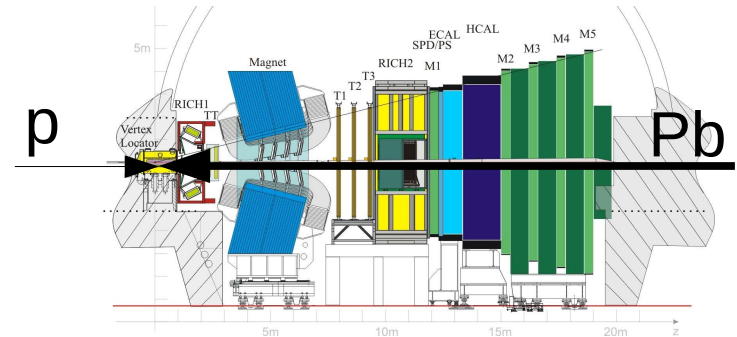 HCAL
ECAL
SPD/PS
M1
M2
M3
M4
M5
5m
Magnet
RICH2
T1
T2
T3
RICH1
TT
p
Pb
Vertex
Locator
5m
10m
15m
20m
z